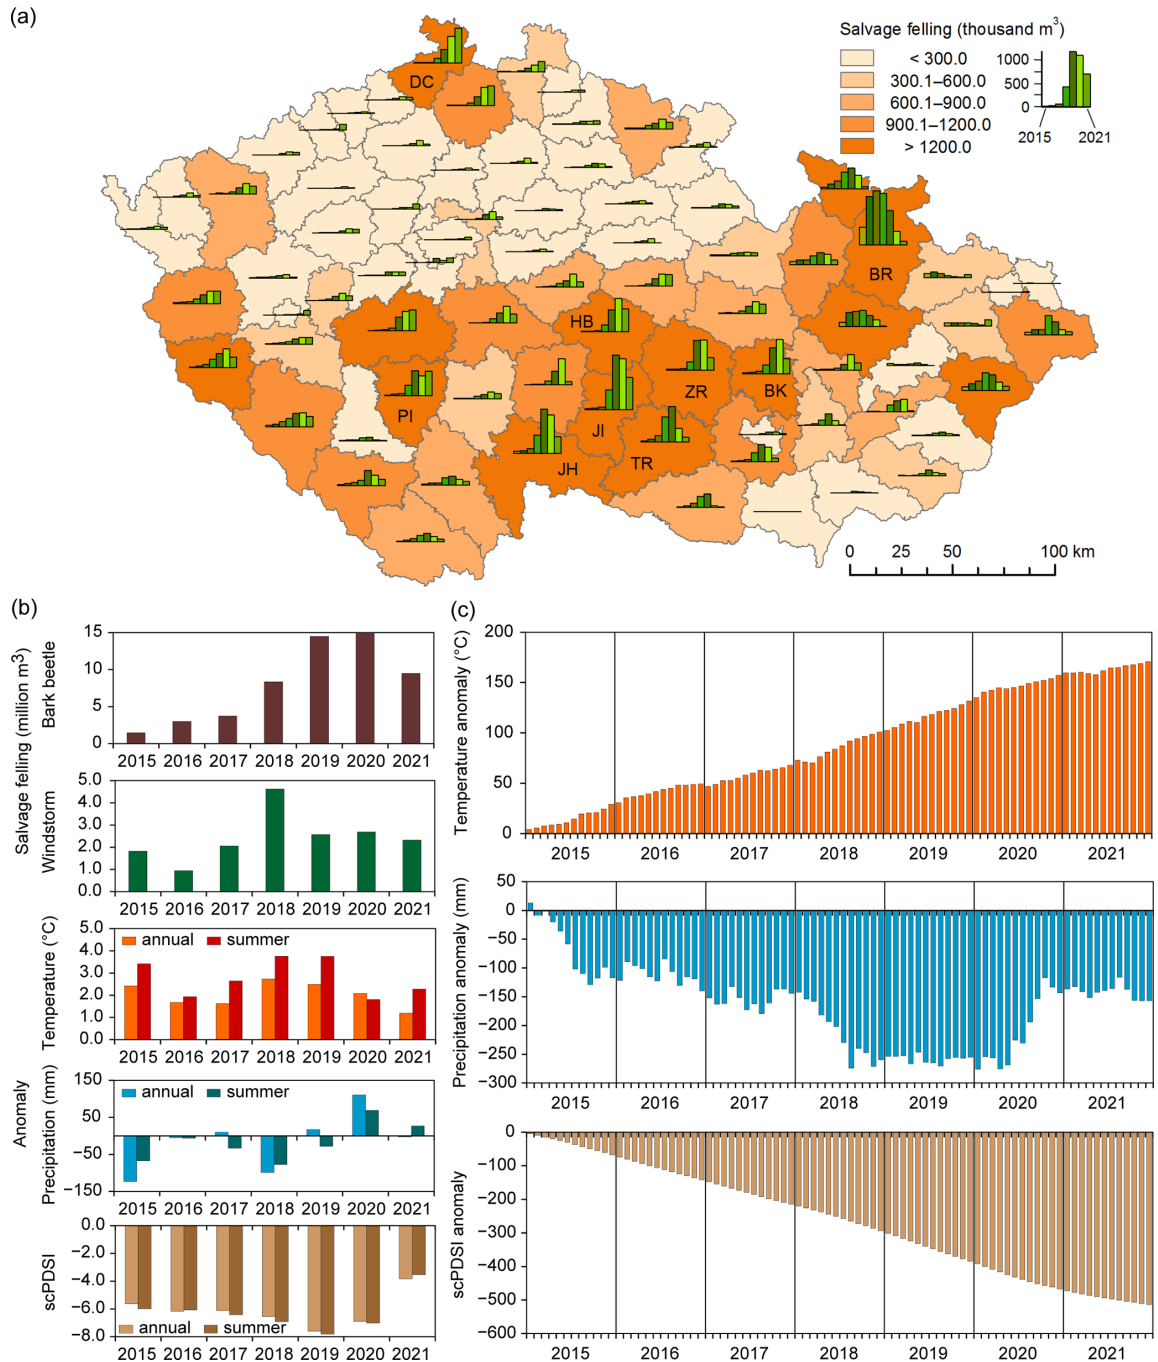 (a)
Salvage felling (thousand m³)
< 300.0
300.1–600.0
600.1–900.0
900.1–1200.0
> 1200.0
1000
500
0
2015
2021
DC
BR
HB
ZR
BK
PI
JI
TR
JH
0 25 50 100 km
(b)
Salvage felling (million m³)
Bark beetle
15
10
5
0
2015 2016 2017 2018 2019 2020 2021
Windstorm
5.0
4.0
3.0
2.0
1.0
0.0
2015 2016 2017 2018 2019 2020 2021
Anomaly
Temperature (°C)
5.0
4.0
3.0
2.0
1.0
0.0
annual summer
2015 2016 2017 2018 2019 2020 2021
Precipitation (mm)
150
50
−50
−150
annual summer
2015 2016 2017 2018 2019 2020 2021
scPDSI
0.0
−2.0
−4.0
−6.0
−8.0
annual summer
2015 2016 2017 2018 2019 2020 2021
(c)
Temperature anomaly (°C)
200
150
100
50
0
2015 2016 2017 2018 2019 2020 2021
Precipitation anomaly (mm)
50
0
−50
−100
−150
−200
−250
−300
2015 2016 2017 2018 2019 2020 2021
scPDSI anomaly
0
−100
−200
−300
−400
−500
−600
2015 2016 2017 2018 2019 2020 2021